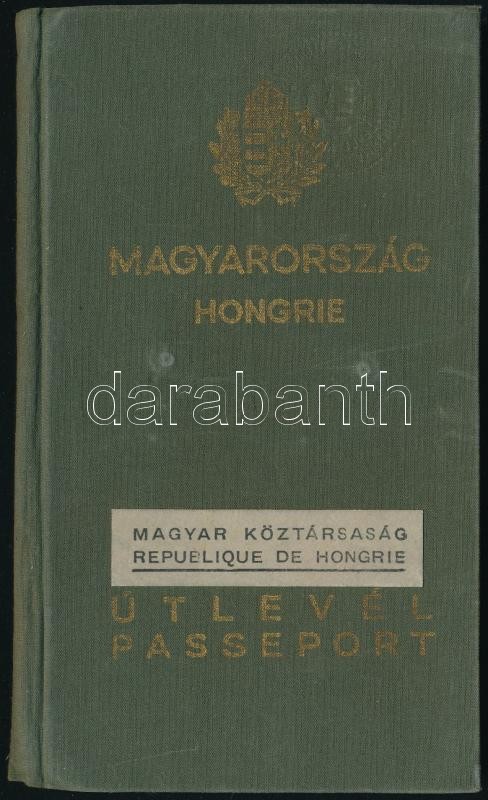 MAGYARORSZÁG
HONGRIE
darabanth
MAGYAR KÖZTÁRSASÁG
REPUBLIQUE DE HONGRIE
ÚTLEVÉL
PASSEPORT